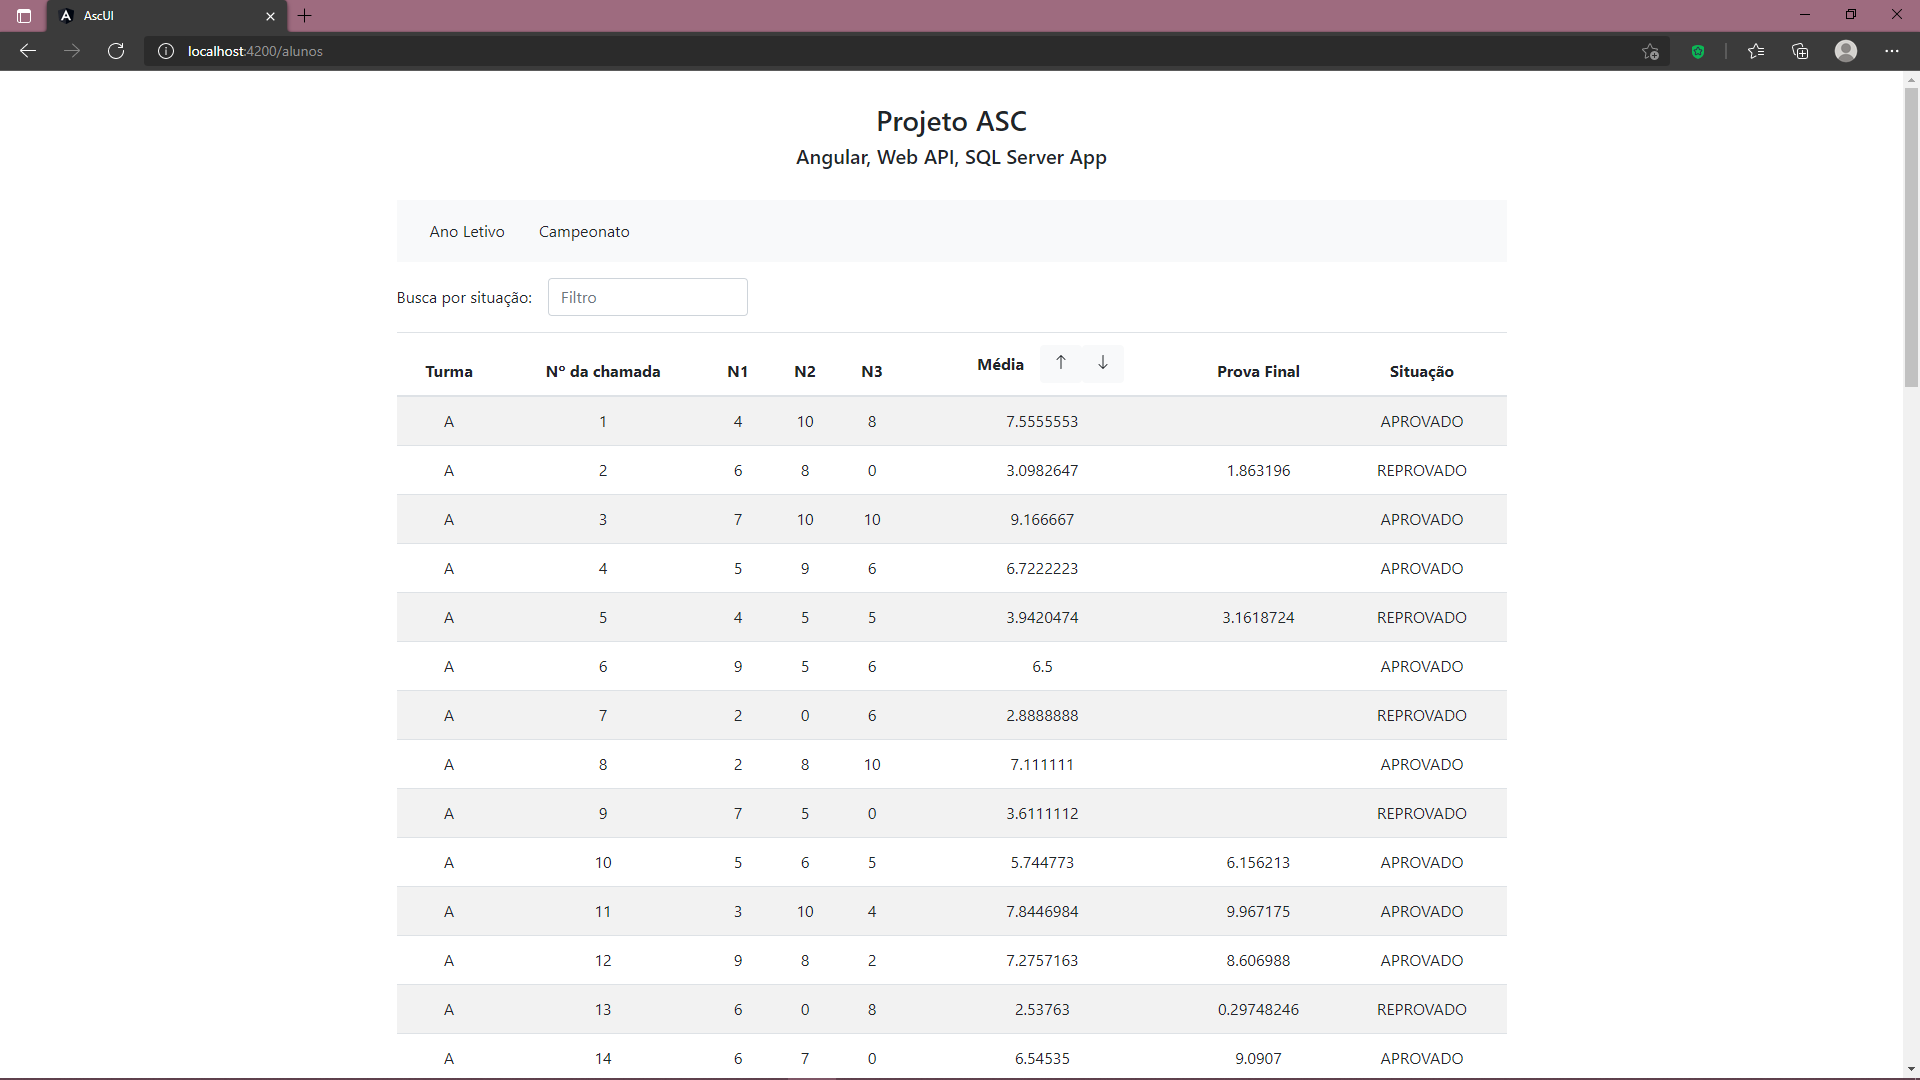 AscUI
localhost:4200/alunos
Projeto ASC
Angular, Web API, SQL Server App
Ano Letivo Campeonato
Busca por situação: Filtro
Turma Nº da chamada N1 N2 N3 Média ↑ ↓ Prova Final Situação
A 1 4 10 8 7.5555553 APROVADO
A 2 6 8 0 3.0982647 1.863196 REPROVADO
A 3 7 10 10 9.166667 APROVADO
A 4 5 9 6 6.7222223 APROVADO
A 5 4 5 5 3.9420474 3.1618724 REPROVADO
A 6 9 5 6 6.5 APROVADO
A 7 2 0 6 2.8888888 REPROVADO
A 8 2 8 10 7.111111 APROVADO
A 9 7 5 0 3.6111112 REPROVADO
A 10 5 6 5 5.744773 6.156213 APROVADO
A 11 3 10 4 7.8446984 9.967175 APROVADO
A 12 9 8 2 7.2757163 8.606988 APROVADO
A 13 6 0 8 2.53763 0.29748246 REPROVADO
A 14 6 7 0 6.54535 9.0907 APROVADO